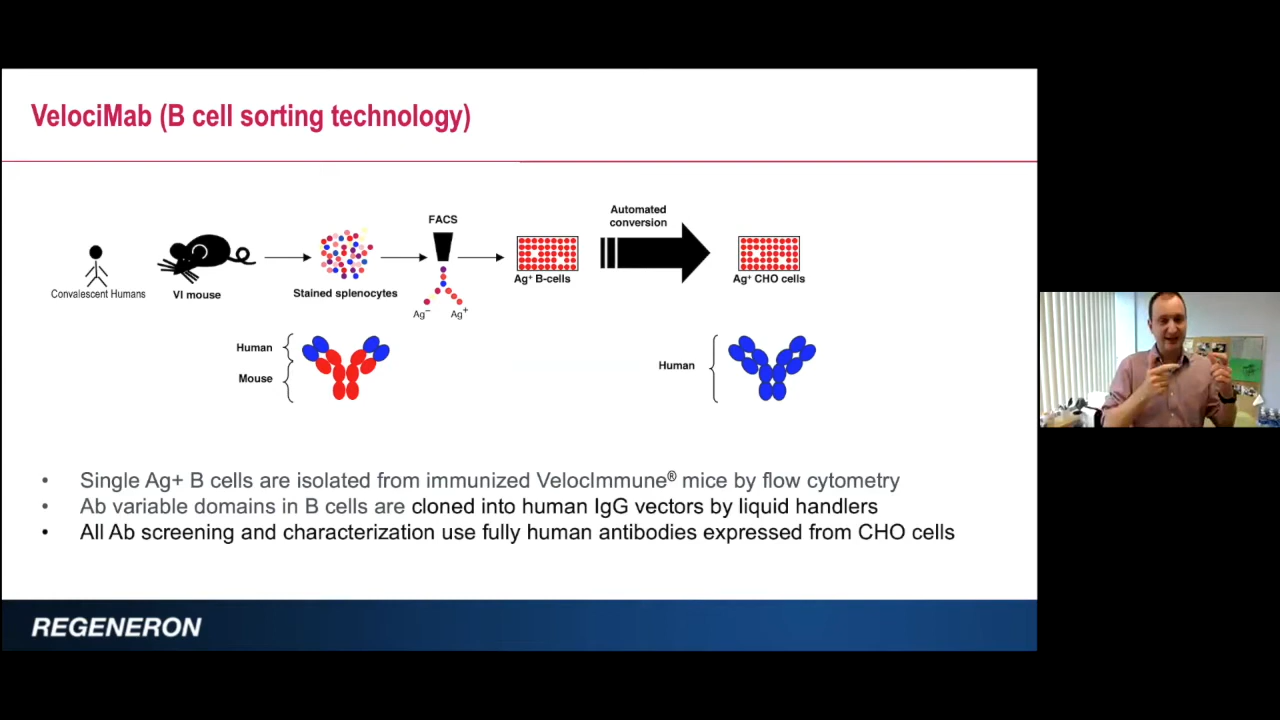 VelociMab (B cell sorting technology)
Automated
conversion
FACS
Convalescent Humans
VI mouse
Stained splenocytes
Ag⁻
Ag⁺
Ag⁺ B-cells
Ag⁺ CHO cells
Human
Mouse
Human
• Single Ag+ B cells are isolated from immunized VelocImmune® mice by flow cytometry
• Ab variable domains in B cells are cloned into human IgG vectors by liquid handlers
• All Ab screening and characterization use fully human antibodies expressed from CHO cells
REGENERON